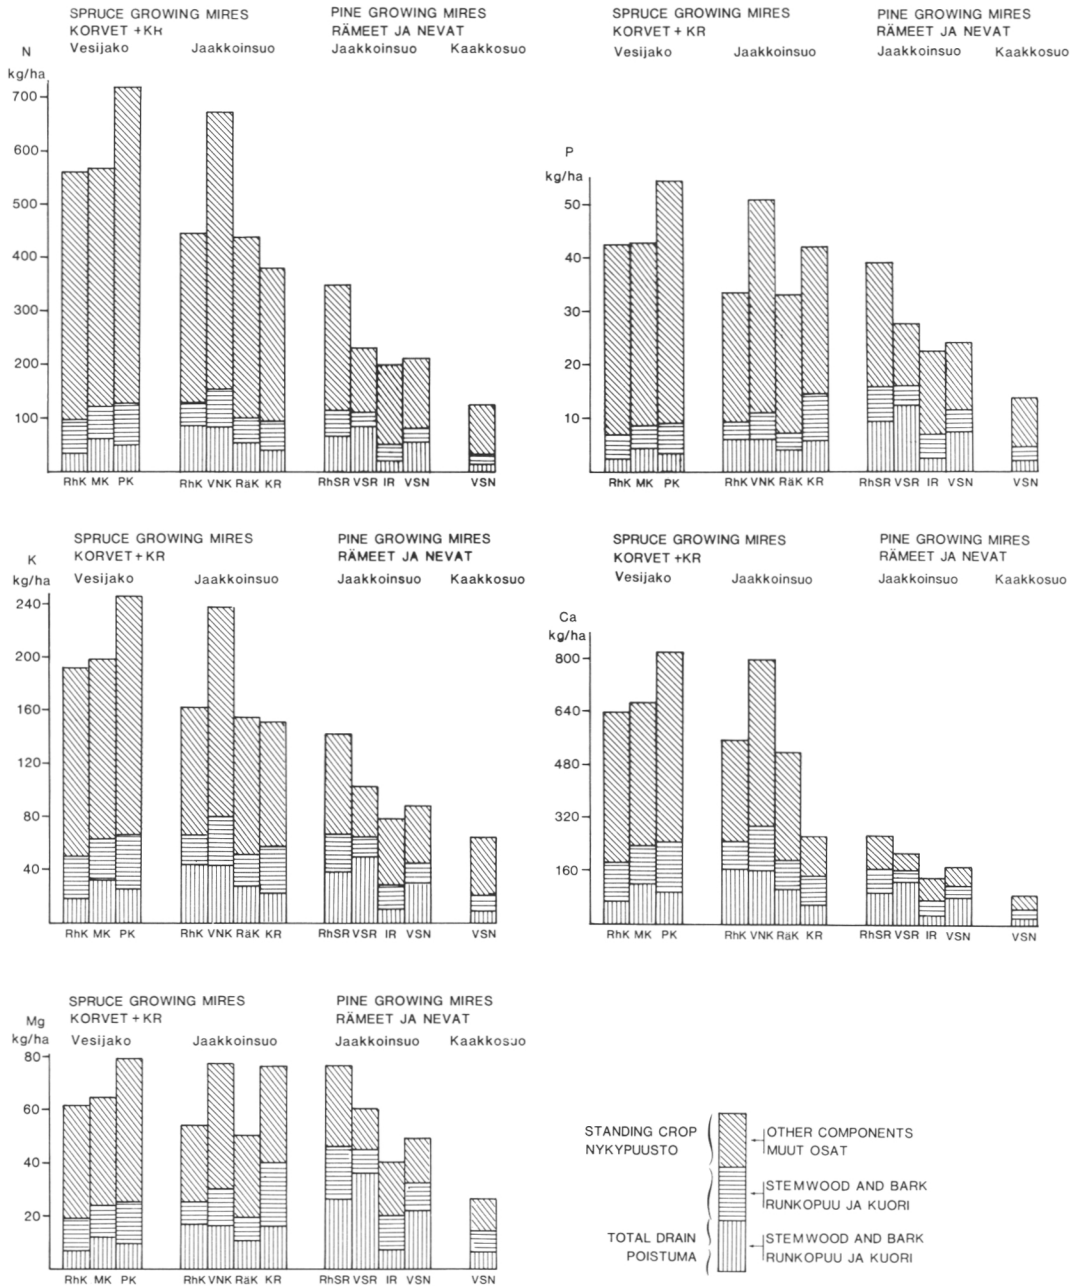 SPRUCE GROWING MIRES
KORVET +KR
Vesijako Jaakkoinsuo
PINE GROWING MIRES
RÄMEET JA NEVAT
Jaakkoinsuo Kaakkosuo
N
kg/ha
700
600
500
400
300
200
100
RhK MK PK RhK VNK RäK KR RhSR VSR IR VSN VSN
SPRUCE GROWING MIRES
KORVET + KR
Vesijako Jaakkoinsuo
PINE GROWING MIRES
RÄMEET JA NEVAT
Jaakkoinsuo Kaakkosuo
P
kg/ha
50
40
30
20
10
RhK MK PK RhK VNK RäK KR RhSR VSR IR VSN VSN
SPRUCE GROWING MIRES
KORVET + KR
Vesijako Jaakkoinsuo
PINE GROWING MIRES
RÄMEET JA NEVAT
Jaakkoinsuo Kaakkosuo
K
kg/ha
240
200
160
120
80
40
RhK MK PK RhK VNK RäK KR RhSR VSR IR VSN VSN
SPRUCE GROWING MIRES
KORVET +KR
Vesijako Jaakkoinsuo
PINE GROWING MIRES
RÄMEET JA NEVAT
Jaakkoinsuo Kaakkosuo
Ca
kg/ha
800
640
480
320
160
RhK MK PK RhK VNK RäK KR RhSR VSR IR VSN VSN
SPRUCE GROWING MIRES
KORVET + KR
Vesijako Jaakkoinsuo
PINE GROWING MIRES
RÄMEET JA NEVAT
Jaakkoinsuo Kaakkosuo
Mg
kg/ha
80
60
40
20
RhK MK PK RhK VNK RäK KR RhSR VSR IR VSN VSN
STANDING CROP
NYKYPUUSTO
OTHER COMPONENTS
MUUT OSAT
STEMWOOD AND BARK
RUNKOPUU JA KUORI
TOTAL DRAIN
POISTUMA
STEMWOOD AND BARK
RUNKOPUU JA KUORI